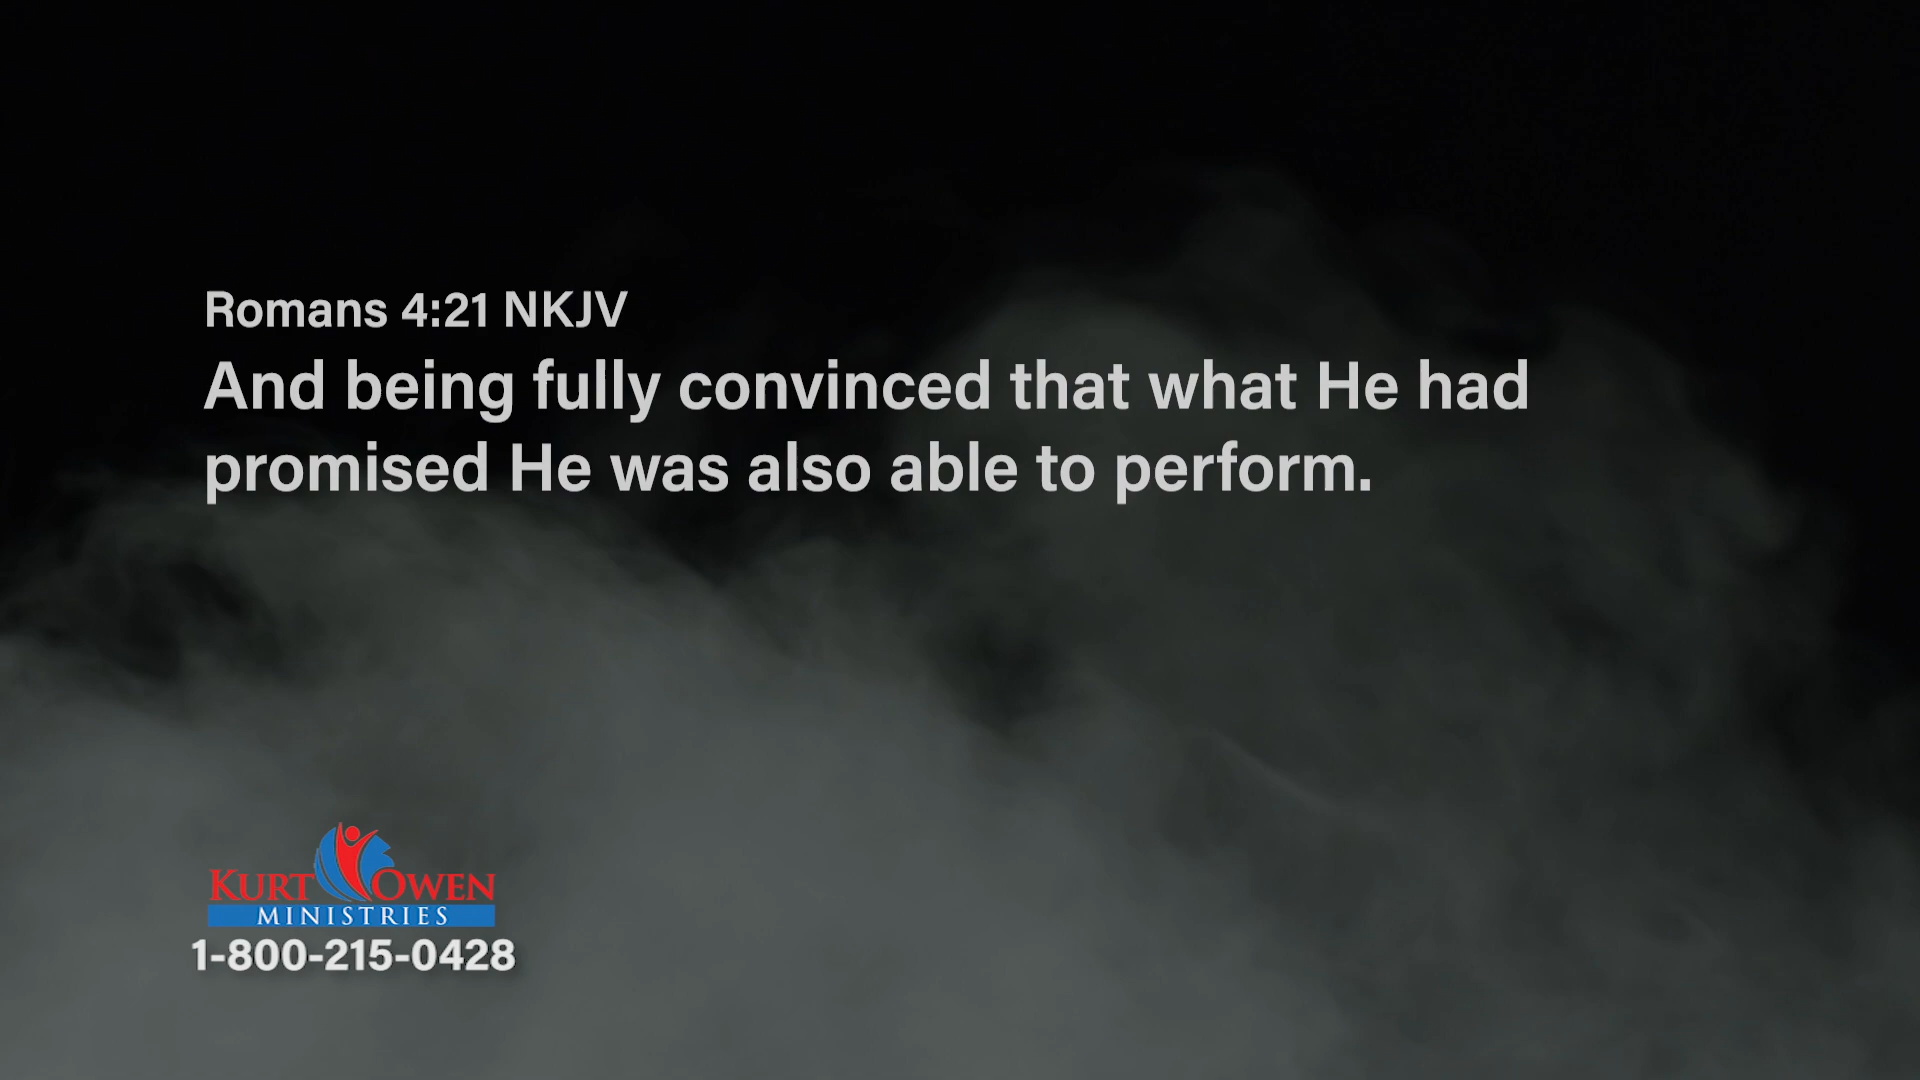 Romans 4:21 NKJV
And being fully convinced that what He had
promised He was also able to perform.
KURT OWEN
MINISTRIES
1-800-215-0428